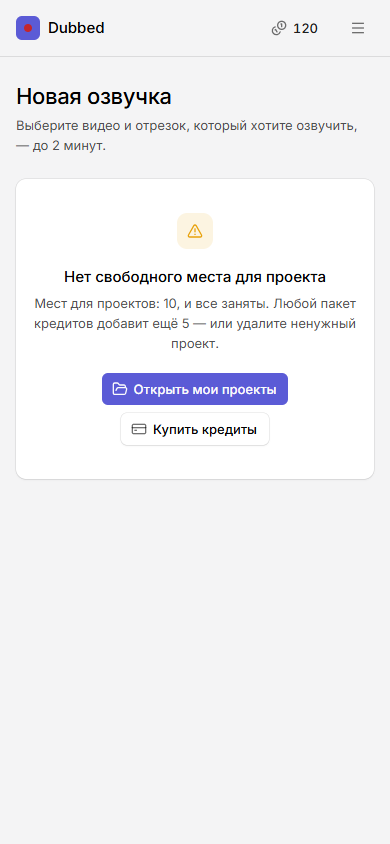 Dubbed
120
Новая озвучка
Выберите видео и отрезок, который хотите озвучить,
— до 2 минут.
Нет свободного места для проекта
Мест для проектов: 10, и все заняты. Любой пакет
кредитов добавит ещё 5 — или удалите ненужный
проект.
Открыть мои проекты
Купить кредиты